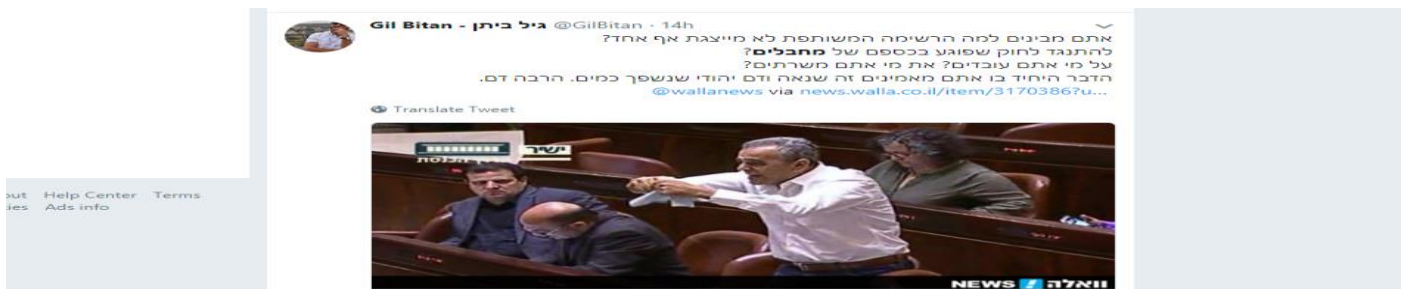 Gil Bitan - גיל ביתן @GilBitan · 14h
אתם מבינים למה הרשימה המשותפת לא מייצגת אף אחד?
להתנגד לחוק שפוגע בכספם של מחבלים?
על מי אתם עובדים? את מי אתם משרתים?
הדבר היחיד בו אתם מאמינים זה שנאה ודם יהודי שנשפך כמים. הרבה דם.
@wallanews via news.walla.co.il/item/3170386?u...
Translate Tweet
ישיר
הכנסת
NEWS וואלה
out Help Center Terms
ies Ads info